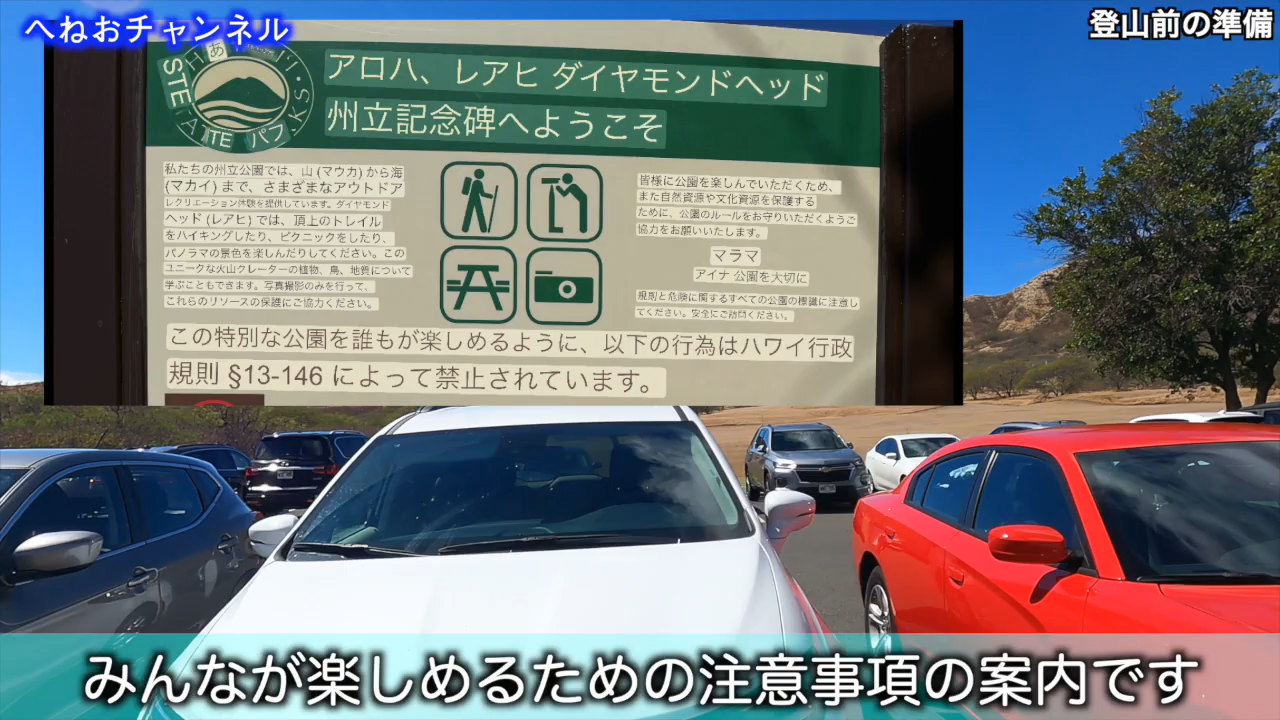 へねおチャンネル
登山前の準備
アロハ、レアヒ ダイヤモンドヘッド
州立記念碑へようこそ
私たちの州立公園では、山 (マウカ) から海
(マカイ) まで、さまざまなアウトドア
レクリエーション体験を提供しています。ダイヤモンド
ヘッド (レアヒ) では、頂上のトレイル
をハイキングしたり、ピクニックをしたり、
パノラマの景色を楽しんだりしてください。この
ユニークな火山クレーターの植物、鳥、地質について
学ぶこともできます。写真撮影のみを行って、
これらのリソースの保護にご協力ください。
皆様に公園を楽しんでいただくため、
また自然資源や文化資源を保護する
ために、公園のルールをお守りいただくようご
協力をお願いいたします。
マラマ
アイナ 公園を大切に
規則と危険に関するすべての公園の標識に注意し
てください。安全にご訪問ください。
この特別な公園を誰もが楽しめるように、以下の行為はハワイ行政
規則 §13-146 によって禁止されています。
みんなが楽しめるための注意事項の案内です